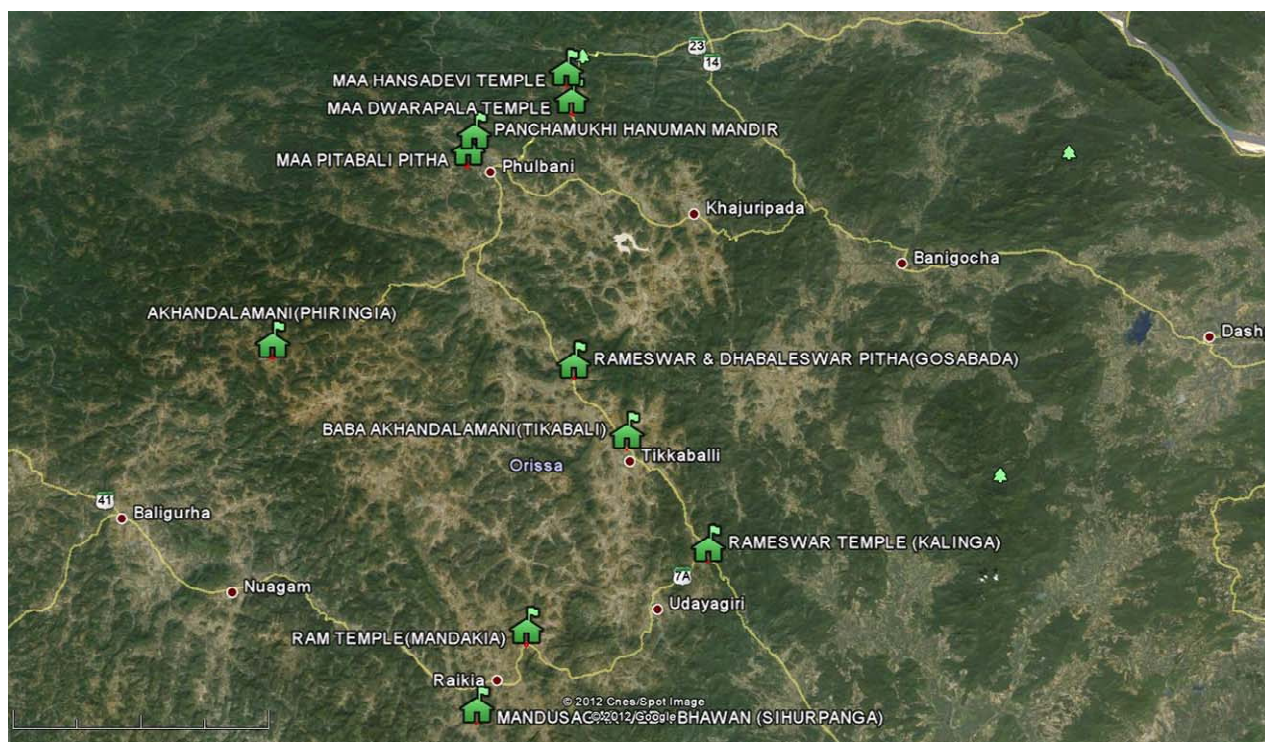 23
14
MAA HANSADEVI TEMPLE
MAA DWARAPALA TEMPLE
PANCHAMUKHI HANUMAN MANDIR
MAA PITABALI PITHA
Phulbani
Khajuripada
Banigocha
AKHANDALAMANI(PHIRINGIA)
Dash
RAMESWAR & DHABALESWAR PITHA(GOSABADA)
BABA AKHANDALAMANI(TIKABALI)
Tikkaballi
Orissa
41
Baligurha
RAMESWAR TEMPLE (KALINGA)
7A
Nuagam
Udayagiri
RAM TEMPLE(MANDAKIA)
Raikia
© 2012 Cnes/Spot Image
© 2012 Google
BHAWAN (SIHURPANGA)